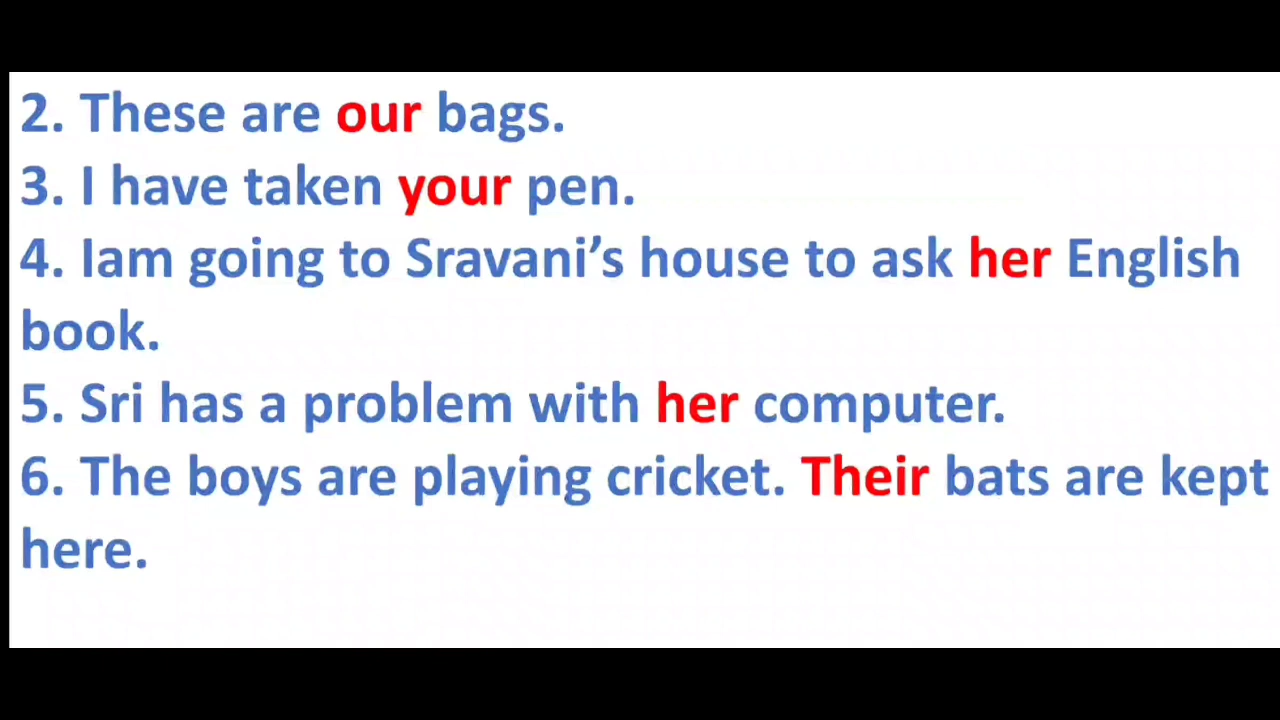 2. These are our bags.
3. I have taken your pen.
4. Iam going to Sravani’s house to ask her English
book.
5. Sri has a problem with her computer.
6. The boys are playing cricket. Their bats are kept
here.